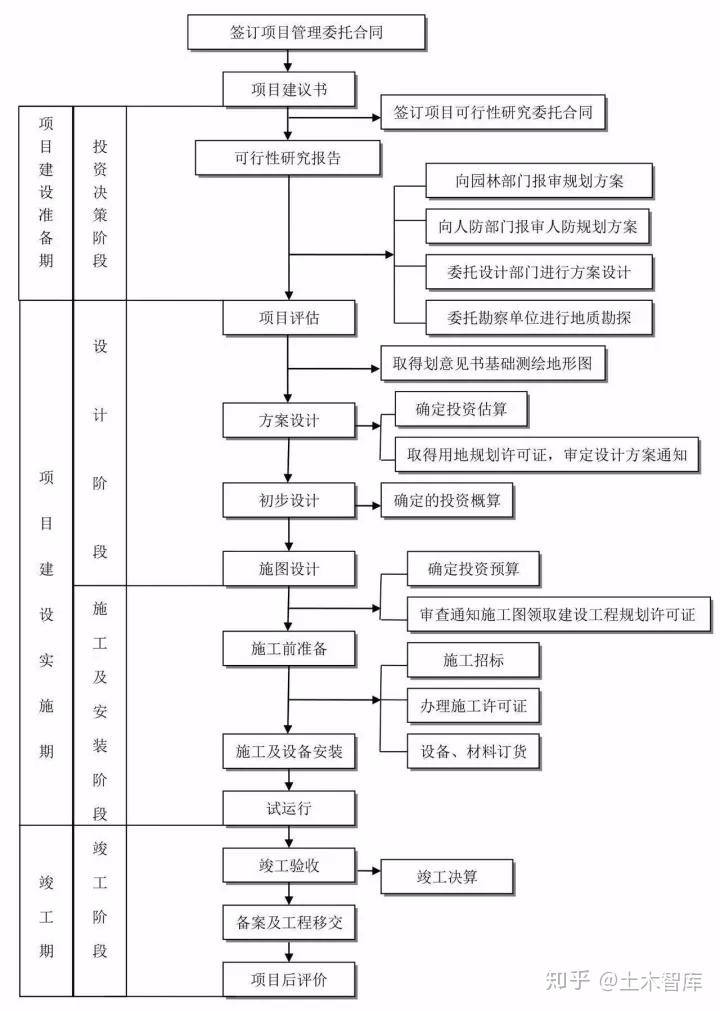 签订项目管理委托合同
项目建议书
签订项目可行性研究委托合同
项目建设准备期
投资决策阶段
可行性研究报告
向园林部门报审规划方案
向人防部门报审人防规划方案
委托设计部门进行方案设计
委托勘察单位进行地质勘探
项目建设实施期
设计阶段
项目评估
取得划意见书基础测绘地形图
方案设计
确定投资估算
取得用地规划许可证，审定设计方案通知
初步设计
确定的投资概算
施图设计
确定投资预算
审查通知施工图领取建设工程规划许可证
施工及安装阶段
施工前准备
施工招标
办理施工许可证
设备、材料订货
施工及设备安装
试运行
竣工期
竣工阶段
竣工验收
竣工决算
备案及工程移交
项目后评价
知乎 @土木智库